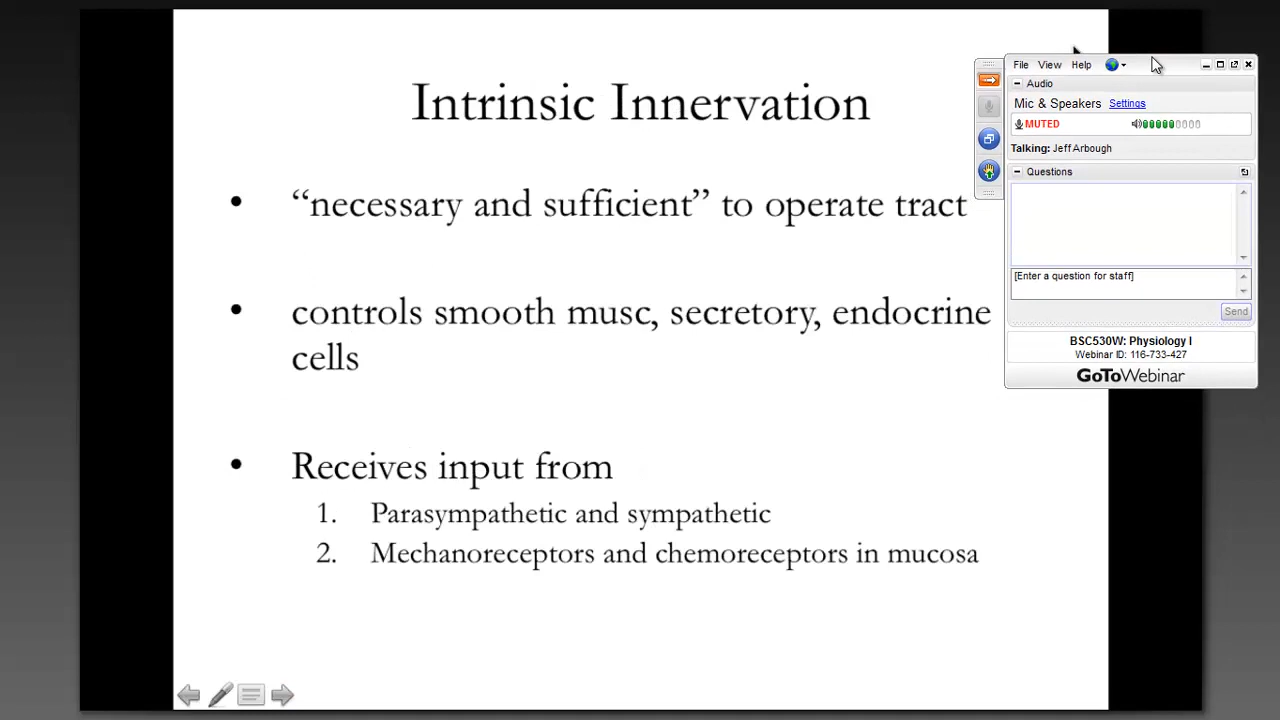 Intrinsic Innervation
• “necessary and sufficient” to operate tract
• controls smooth musc, secretory, endocrine
cells
• Receives input from
1. Parasympathetic and sympathetic
2. Mechanoreceptors and chemoreceptors in mucosa
File View Help
Audio
Mic & Speakers Settings
MUTED
Talking: Jeff Arbough
Questions
[Enter a question for staff]
Send
BSC530W: Physiology I
Webinar ID: 116-733-427
GoToWebinar